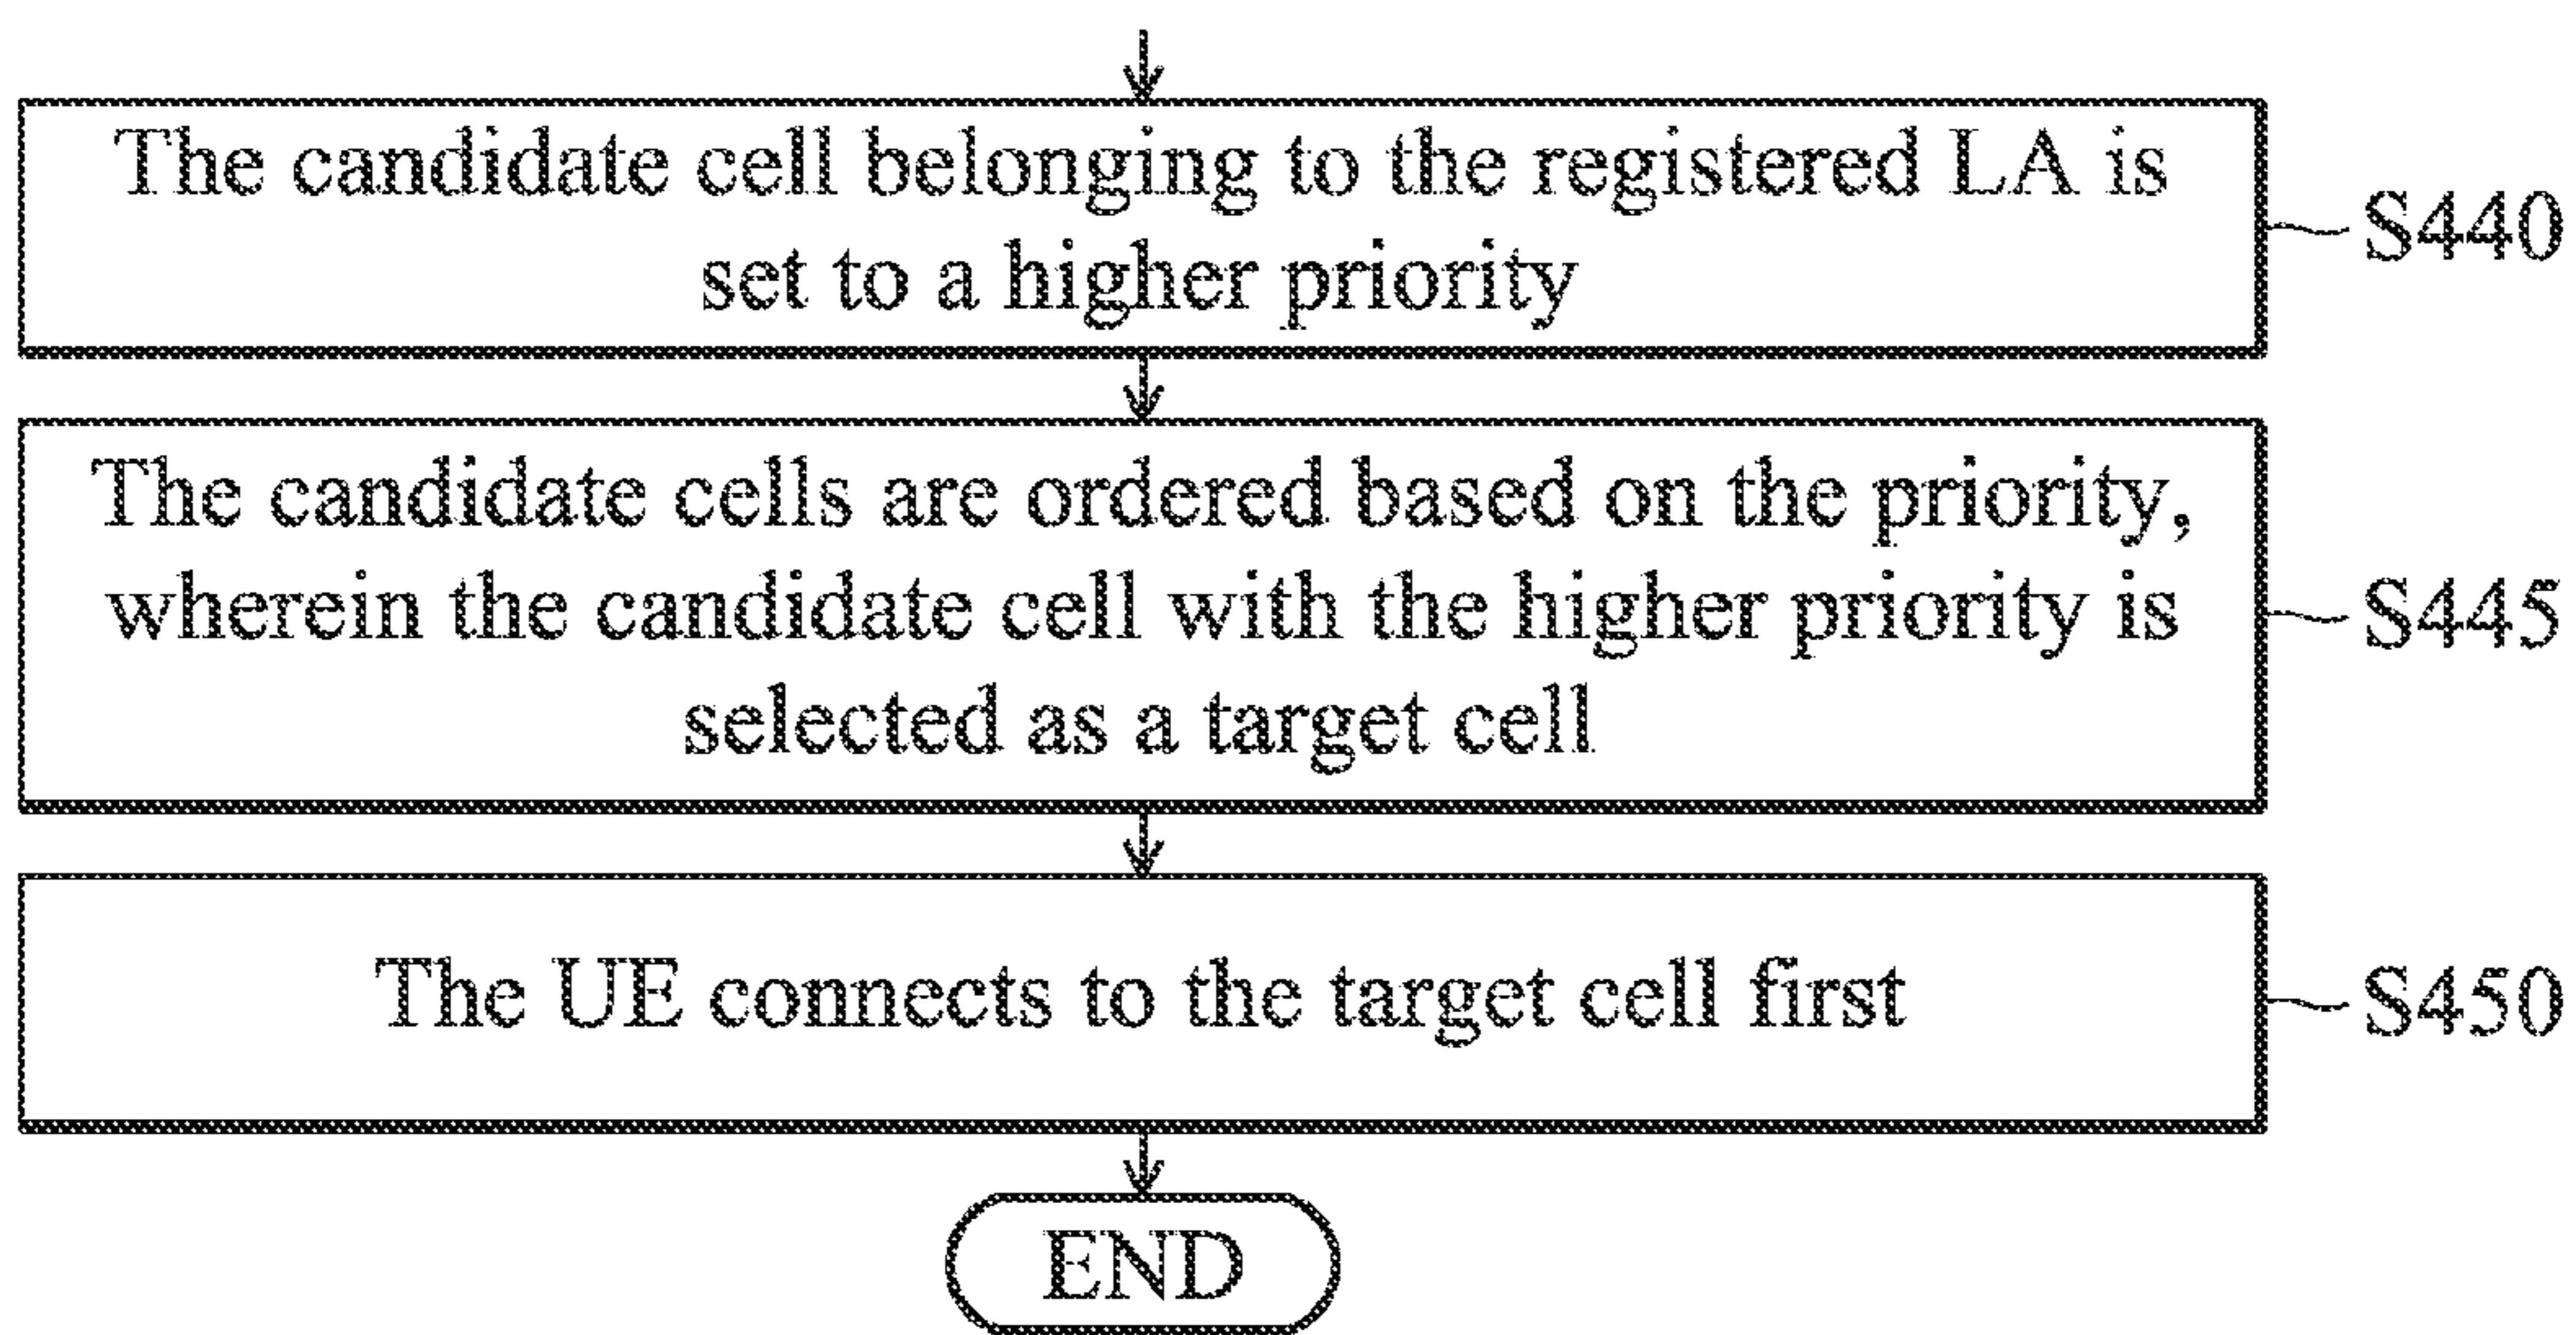 The candidate cell belonging to the registered LA is
set to a higher priority
S440
The candidate cells are ordered based on the priority,
wherein the candidate cell with the higher priority is
selected as a target cell
S445
The UE connects to the target cell first
S450
END